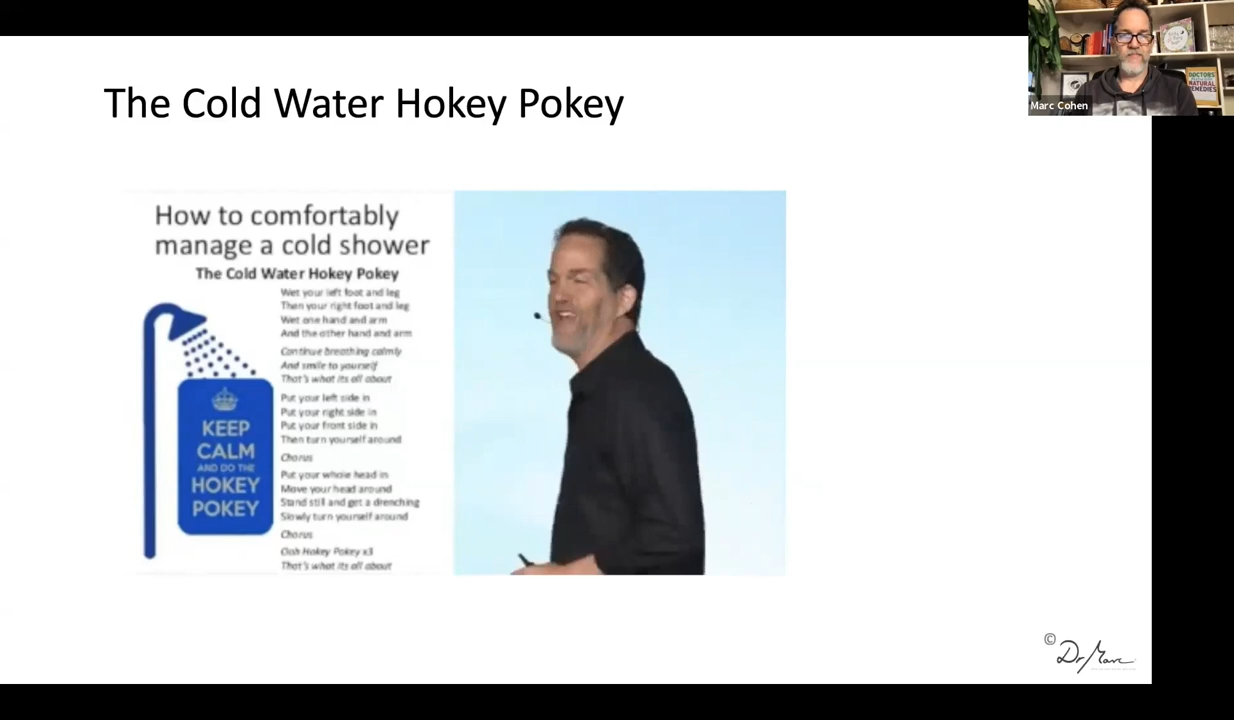 The Cold Water Hokey Pokey
Marc Cohen
DOCTORS
NATURAL
REMEDIES
How to comfortably
manage a cold shower
The Cold Water Hokey Pokey
Wet your left foot and leg
Then your right foot and leg
Wet one hand and arm
And the other hand and arm
Continue breathing calmly
And smile to yourself
That's what its all about
Put your left side in
Put your right side in
Put your front side in
Then turn yourself around
Chorus
Put your whole head in
Move your head around
Stand still and get a drenching
Slowly turn yourself around
Chorus
Ooh Hokey Pokey x3
That's what its all about
KEEP
CALM
AND DO THE
HOKEY
POKEY
© Dr Marc